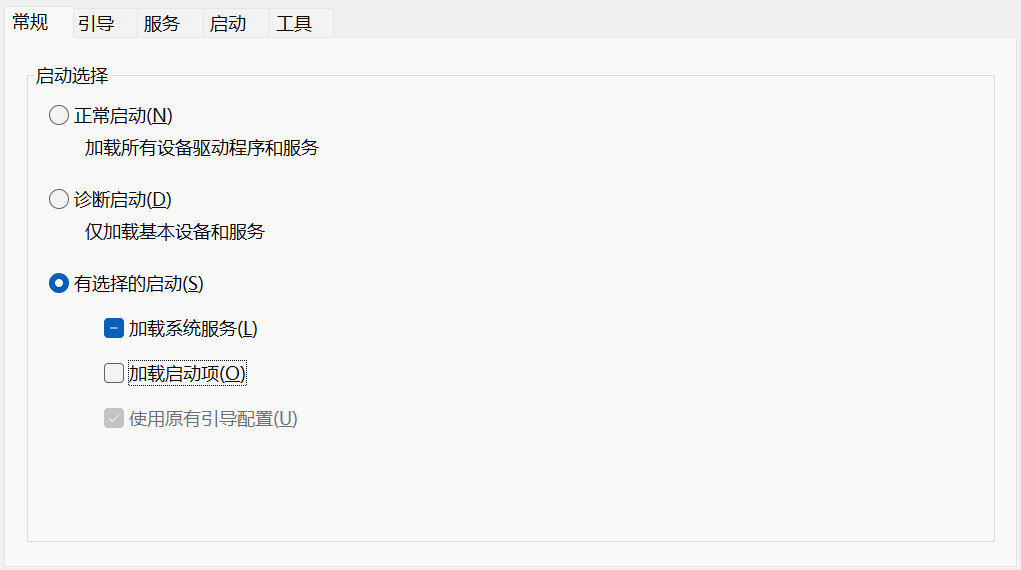 常规 引导 服务 启动 工具
启动选择
正常启动(N)
加载所有设备驱动程序和服务
诊断启动(D)
仅加载基本设备和服务
有选择的启动(S)
加载系统服务(L)
加载启动项(O)
使用原有引导配置(U)